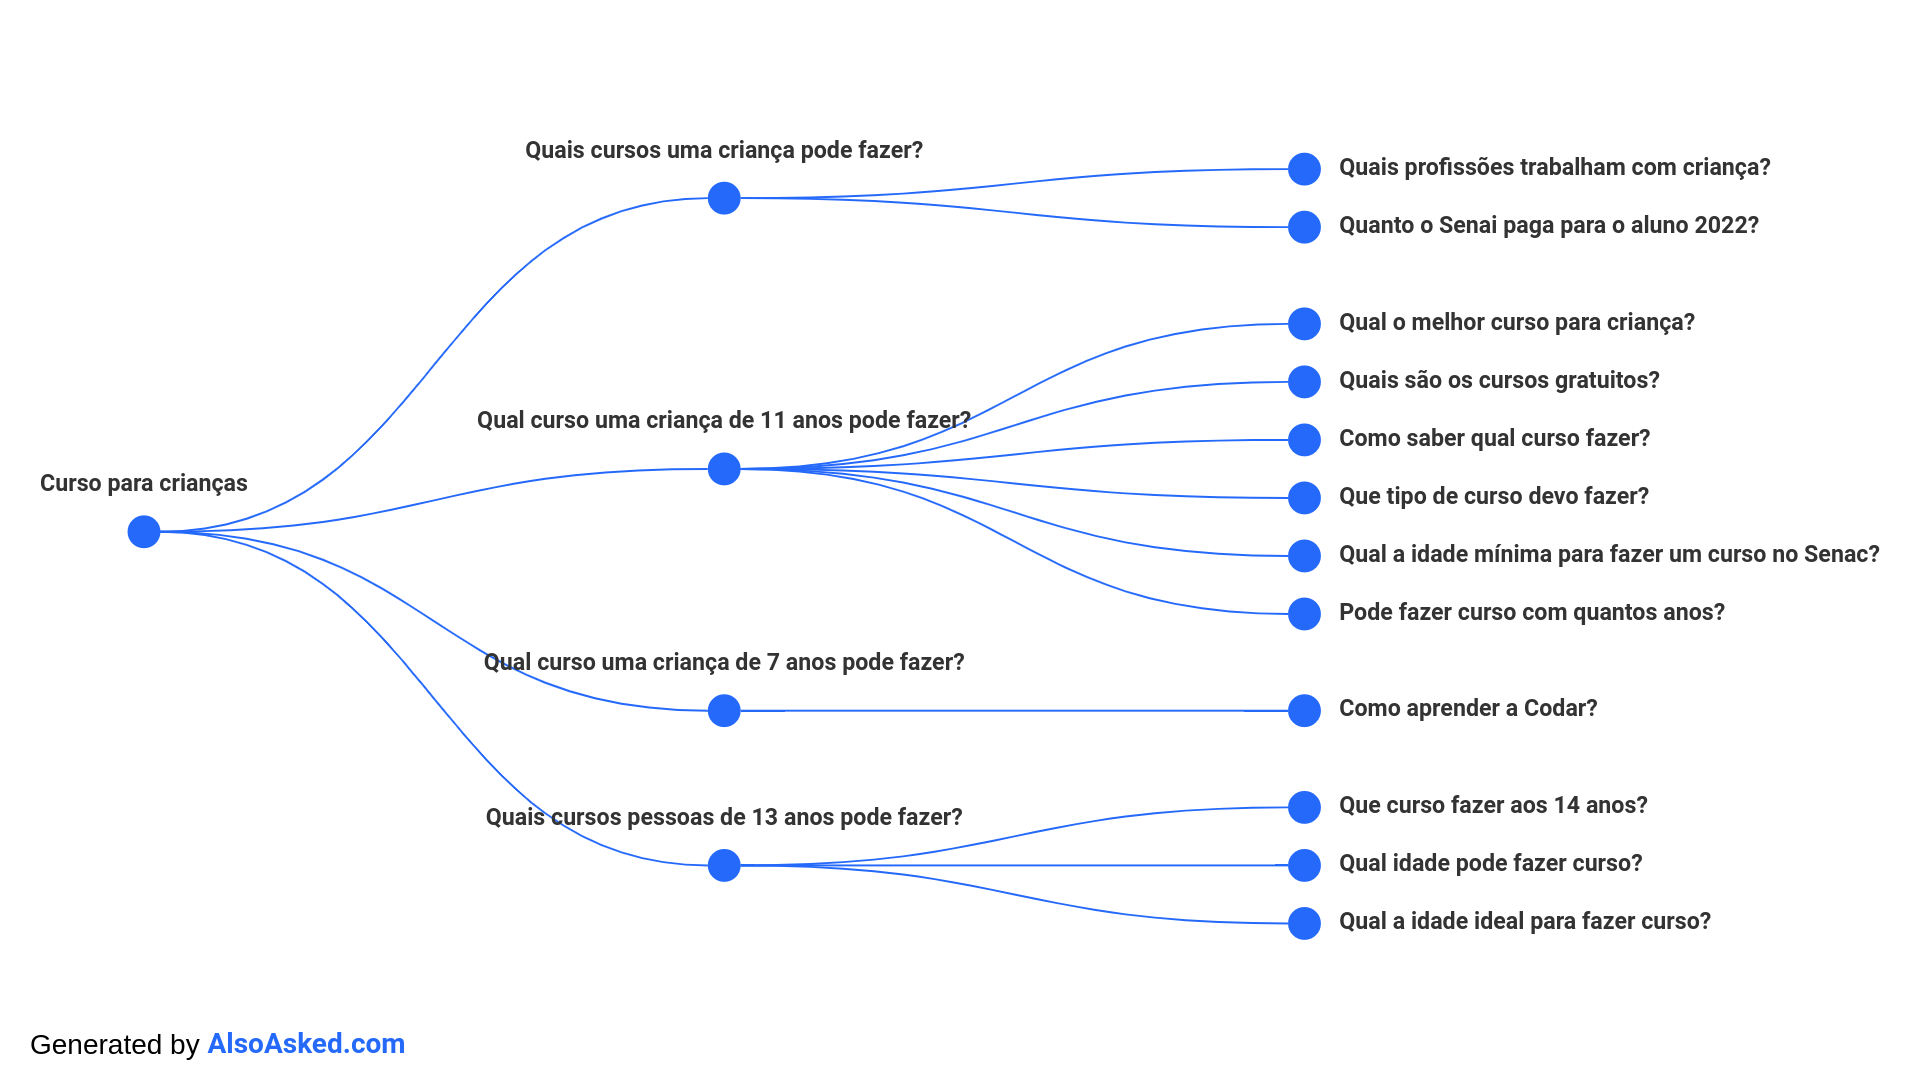 Curso para crianças
Quais cursos uma criança pode fazer?
Quais profissões trabalham com criança?
Quanto o Senai paga para o aluno 2022?
Qual curso uma criança de 11 anos pode fazer?
Qual o melhor curso para criança?
Quais são os cursos gratuitos?
Como saber qual curso fazer?
Que tipo de curso devo fazer?
Qual a idade mínima para fazer um curso no Senac?
Pode fazer curso com quantos anos?
Qual curso uma criança de 7 anos pode fazer?
Como aprender a Codar?
Quais cursos pessoas de 13 anos pode fazer?
Que curso fazer aos 14 anos?
Qual idade pode fazer curso?
Qual a idade ideal para fazer curso?
Generated by AlsoAsked.com